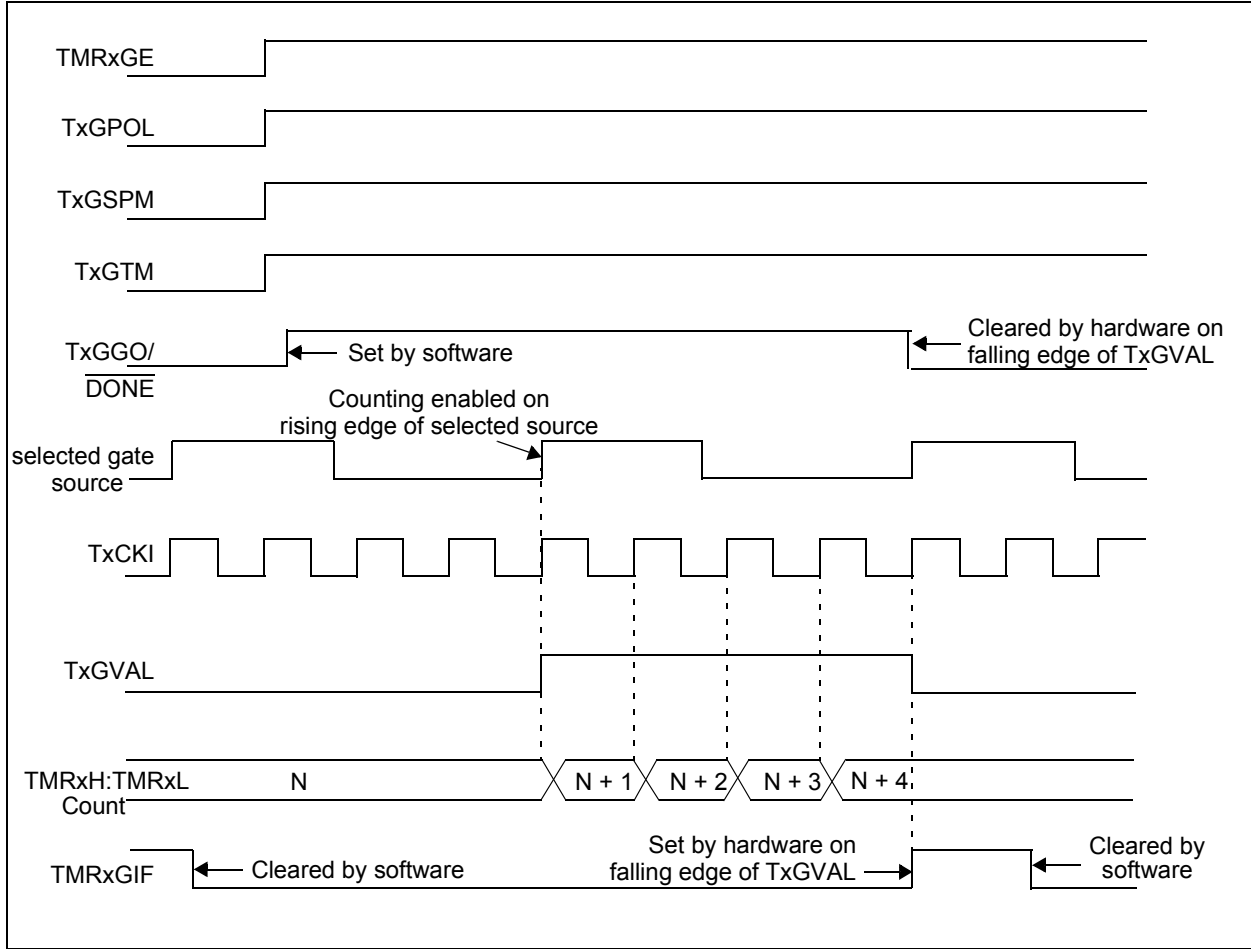 TMRxGE
TxGPOL
TxGSPM
TxGTM
TxGGO/
DONE
Set by software
Cleared by hardware on
falling edge of TxGVAL
Counting enabled on
rising edge of selected source
selected gate
source
TxCKI
TxGVAL
TMRxH:TMRxL
Count
N
N + 1
N + 2
N + 3
N + 4
TMRxGIF
Cleared by software
Set by hardware on
falling edge of TxGVAL
Cleared by
software